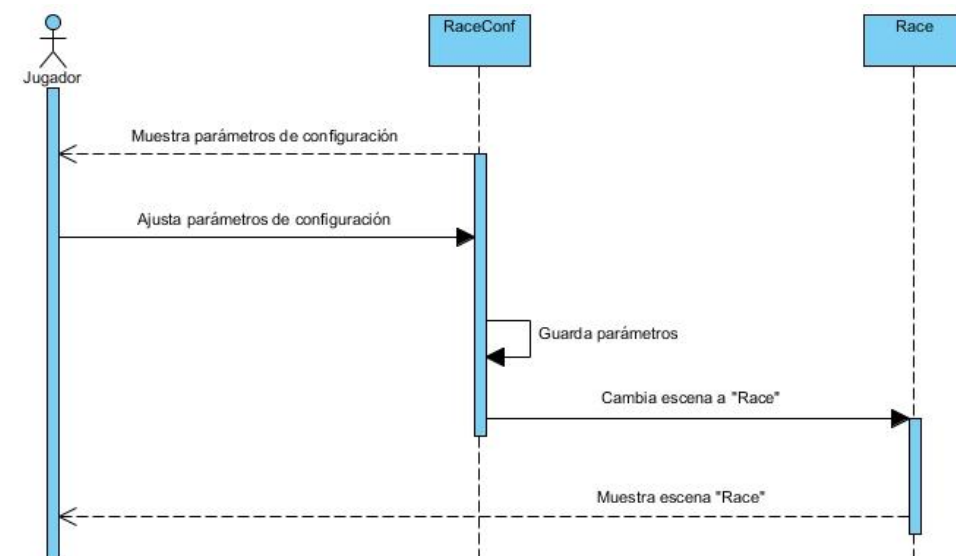 RaceConf
Race
Jugador
Muestra parámetros de configuración
Ajusta parámetros de configuración
Guarda parámetros
Cambia escena a "Race"
Muestra escena "Race"